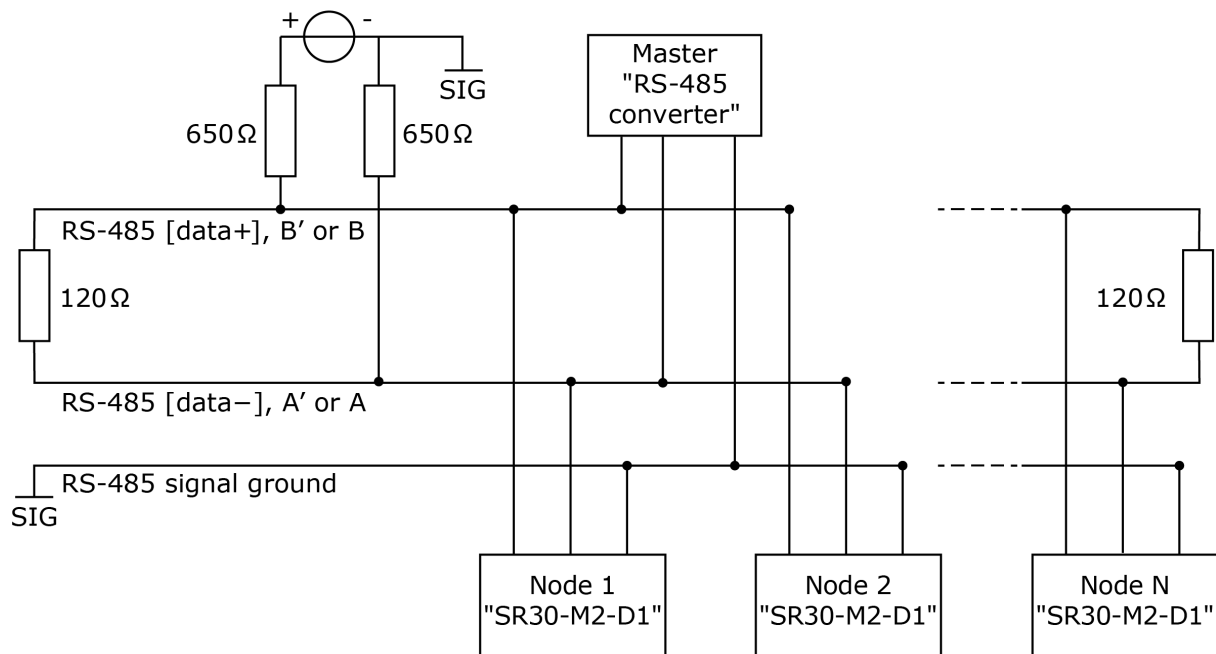 + -
SIG
650Ω
650Ω
Master
"RS-485
converter"
RS-485 [data+], B′ or B
120Ω
120Ω
RS-485 [data−], A′ or A
RS-485 signal ground
SIG
Node 1
"SR30-M2-D1"
Node 2
"SR30-M2-D1"
Node N
"SR30-M2-D1"